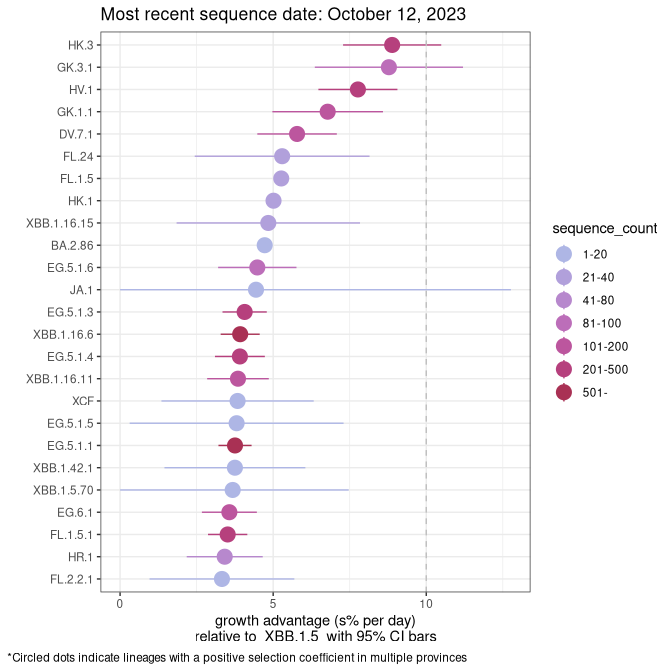 Most recent sequence date: October 12, 2023
HK.3
GK.3.1
HV.1
GK.1.1
DV.7.1
FL.24
FL.1.5
HK.1
XBB.1.16.15
BA.2.86
EG.5.1.6
JA.1
EG.5.1.3
XBB.1.16.6
EG.5.1.4
XBB.1.16.11
XCF
EG.5.1.5
EG.5.1.1
XBB.1.42.1
XBB.1.5.70
EG.6.1
FL.1.5.1
HR.1
FL.2.2.1
0 5 10
growth advantage (s% per day)
relative to XBB.1.5 with 95% CI bars
*Circled dots indicate lineages with a positive selection coefficient in multiple provinces
sequence_count
1-20
21-40
41-80
81-100
101-200
201-500
501-